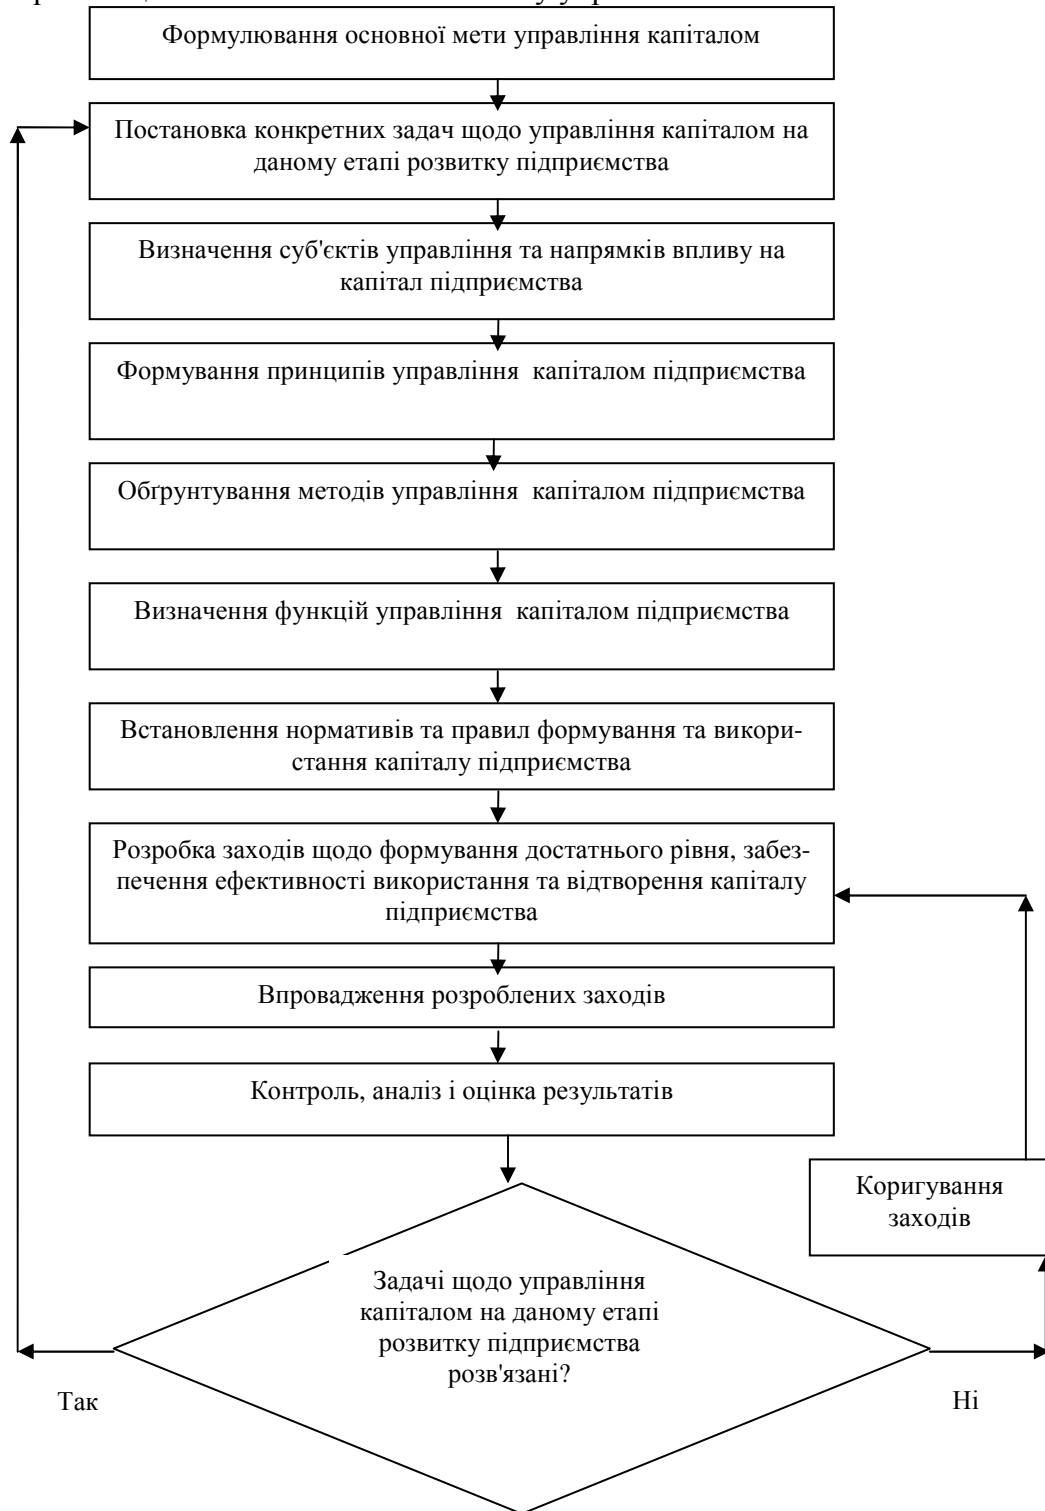 Формулювання основної мети управління капіталом
Постановка конкретних задач щодо управління капіталом на
даному етапі розвитку підприємства
Визначення суб'єктів управління та напрямків впливу на
капітал підприємства
Формування принципів управління капіталом підприємства
Обґрунтування методів управління капіталом підприємства
Визначення функцій управління капіталом підприємства
Встановлення нормативів та правил формування та викори-
стання капіталу підприємства
Розробка заходів щодо формування достатнього рівня, забез-
печення ефективності використання та відтворення капіталу
підприємства
Впровадження розроблених заходів
Контроль, аналіз і оцінка результатів
Коригування
заходів
Задачі щодо управління
капіталом на даному етапі
розвитку підприємства
розв'язані?
Так
Ні